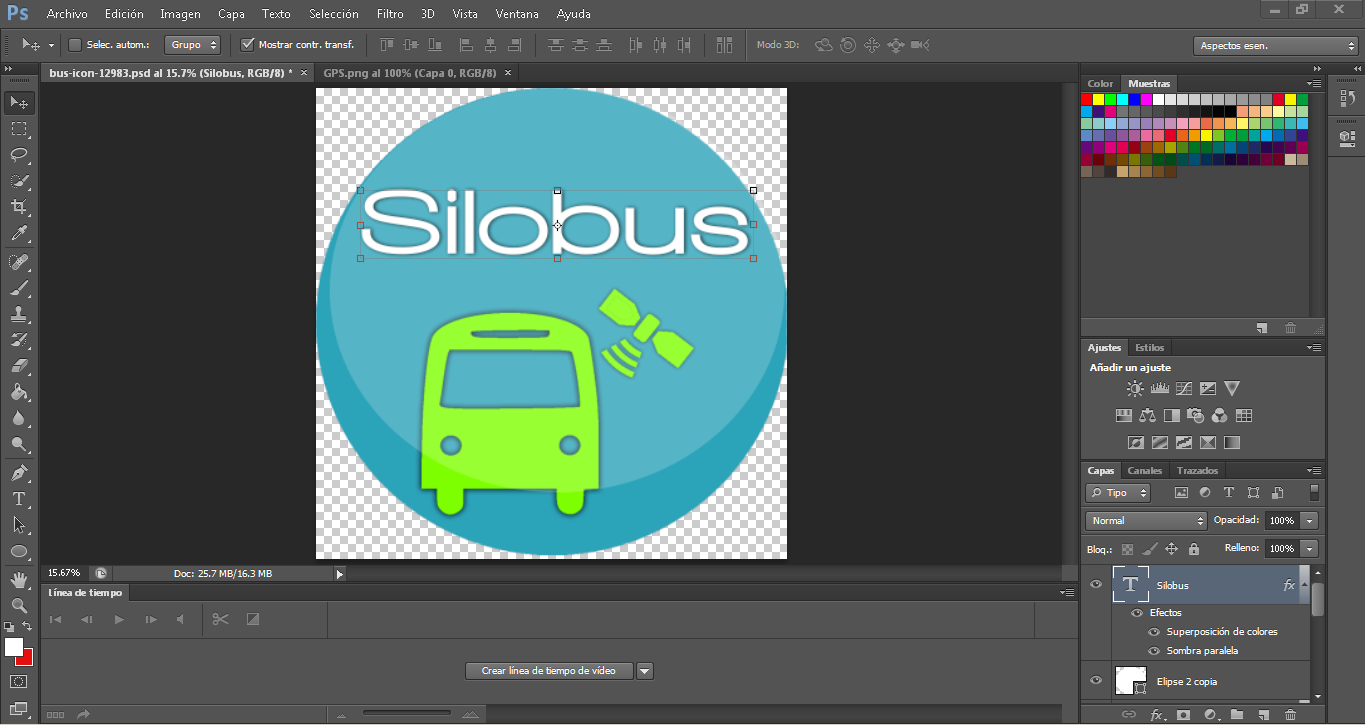 Ps Archivo Edición Imagen Capa Texto Selección Filtro 3D Vista Ventana Ayuda
Selec. autom.: Grupo Mostrar contr. transf. Modo 3D: Aspectos esen.
bus-icon-12983.psd al 15.7% (Silobus, RGB/8) * × GPS.png al 100% (Capa 0, RGB/8) ×
Color Muestras
Silobus
Ajustes Estilos
Añadir un ajuste
Capas Canales Trazados
Tipo
Normal Opacidad: 100%
Bloq.: Relleno: 100%
T Silobus fx
Efectos
Superposición de colores
Sombra paralela
Elipse 2 copia
fx
15.67% Doc: 25.7 MB/16.3 MB
Línea de tiempo
Crear línea de tiempo de vídeo